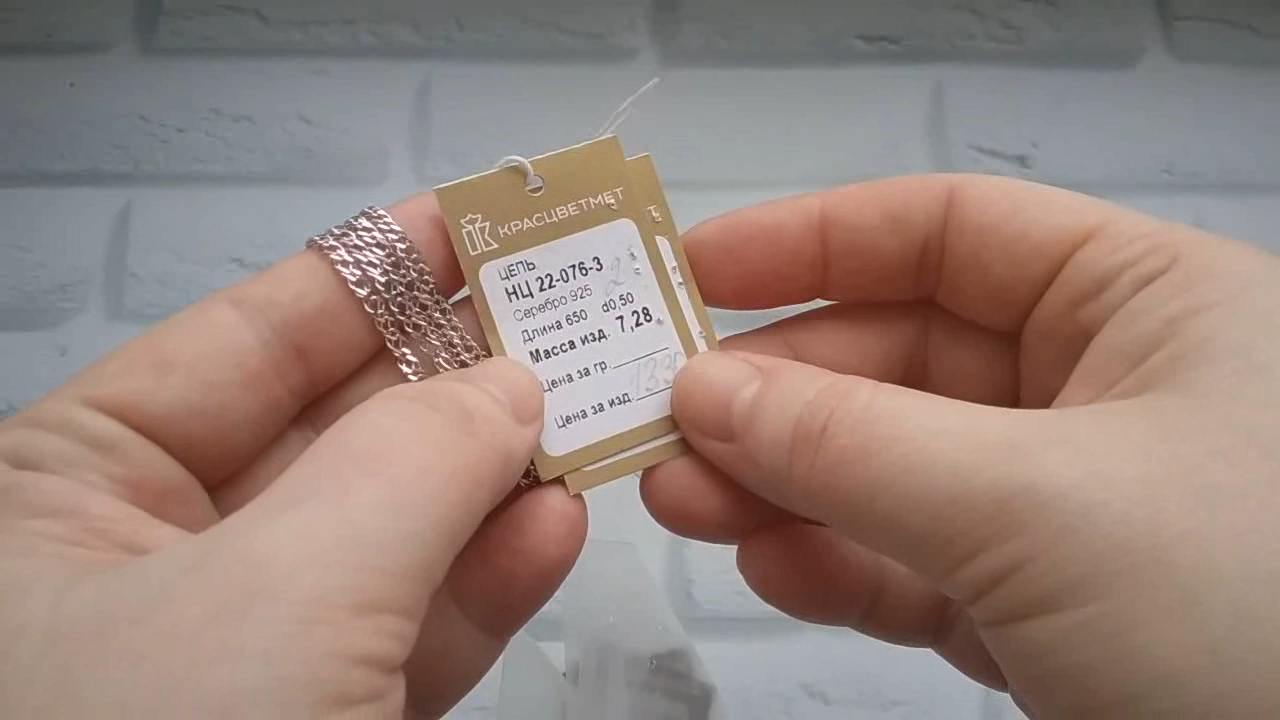 КРАСЦВЕТМЕТ
Т
ЦЕПЬ
НЦ 22-076-3
2
Серебро 925
Длина 650 d0,50
Масса изд. 7,28
Цена за гр.
Цена за изд.